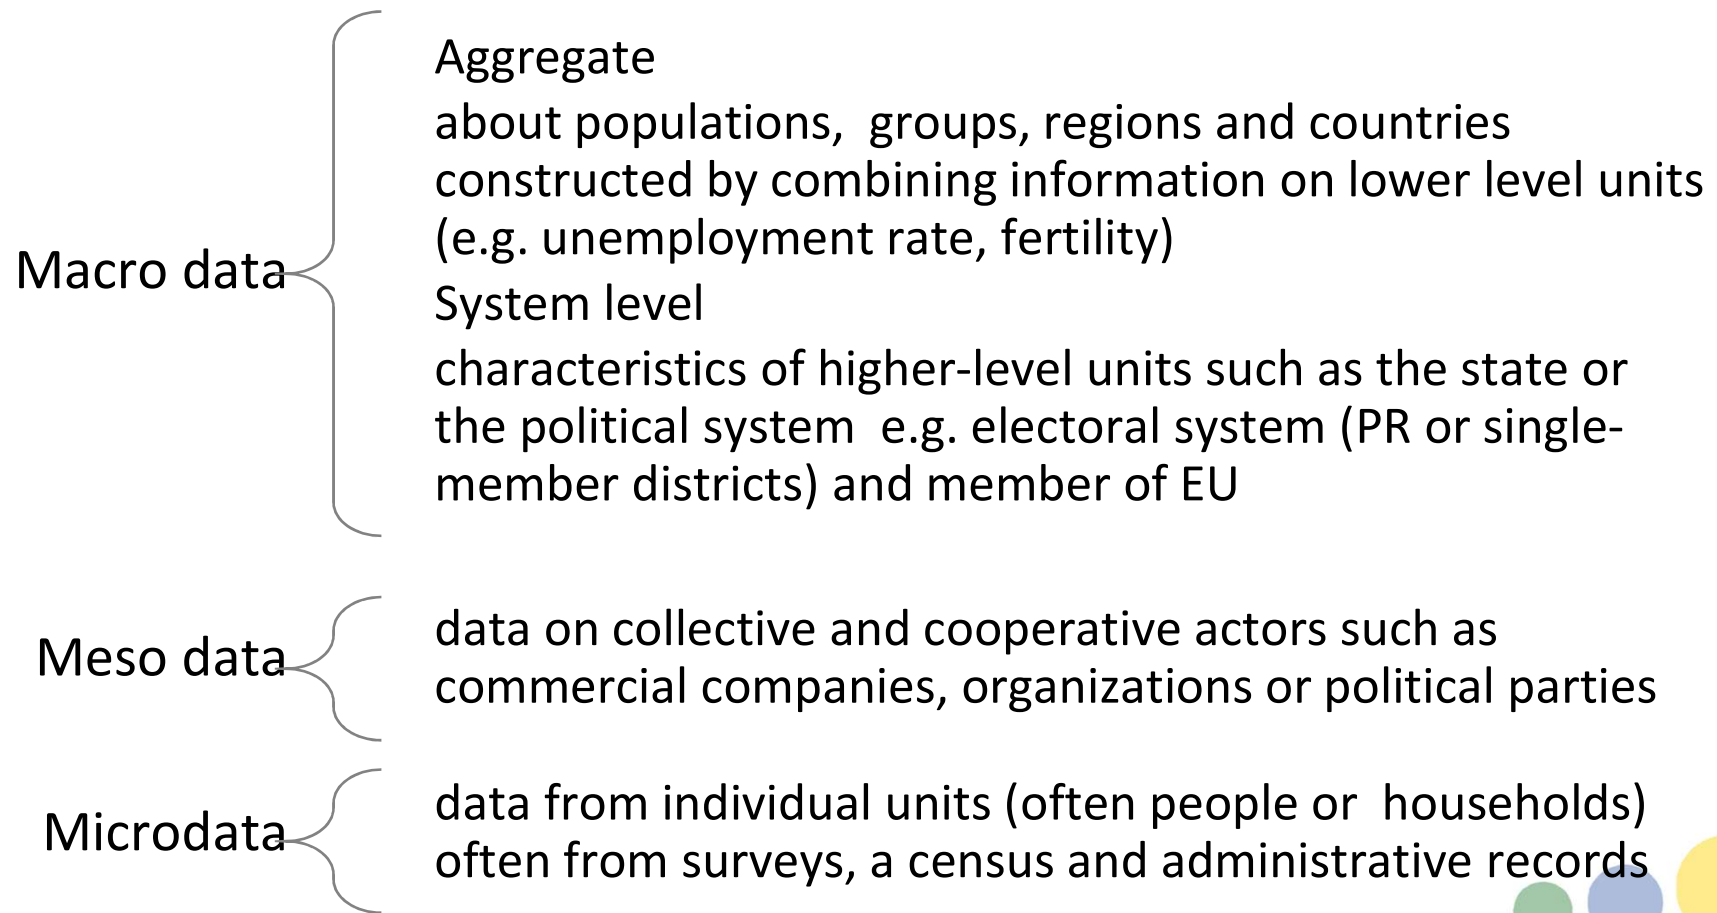 Aggregate
about populations,  groups, regions and countries
constructed by combining information on lower level units
(e.g. unemployment rate, fertility)
Macro data
System level
characteristics of higher-level units such as the state or
the political system  e.g. electoral system (PR or single-
member districts) and member of EU
Meso data
data on collective and cooperative actors such as
commercial companies, organizations or political parties
Microdata
data from individual units (often people or  households)
often from surveys, a census and administrative records